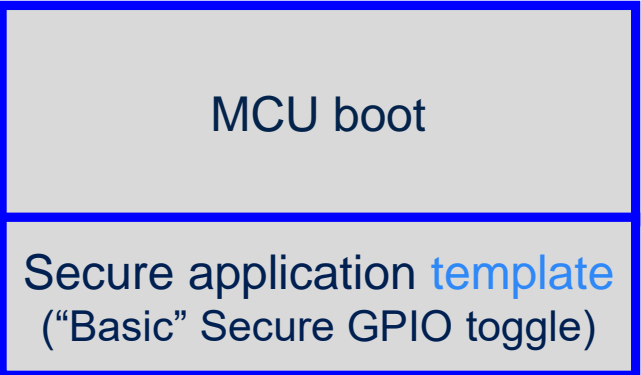 MCU boot
Secure application template
(“Basic” Secure GPIO toggle)